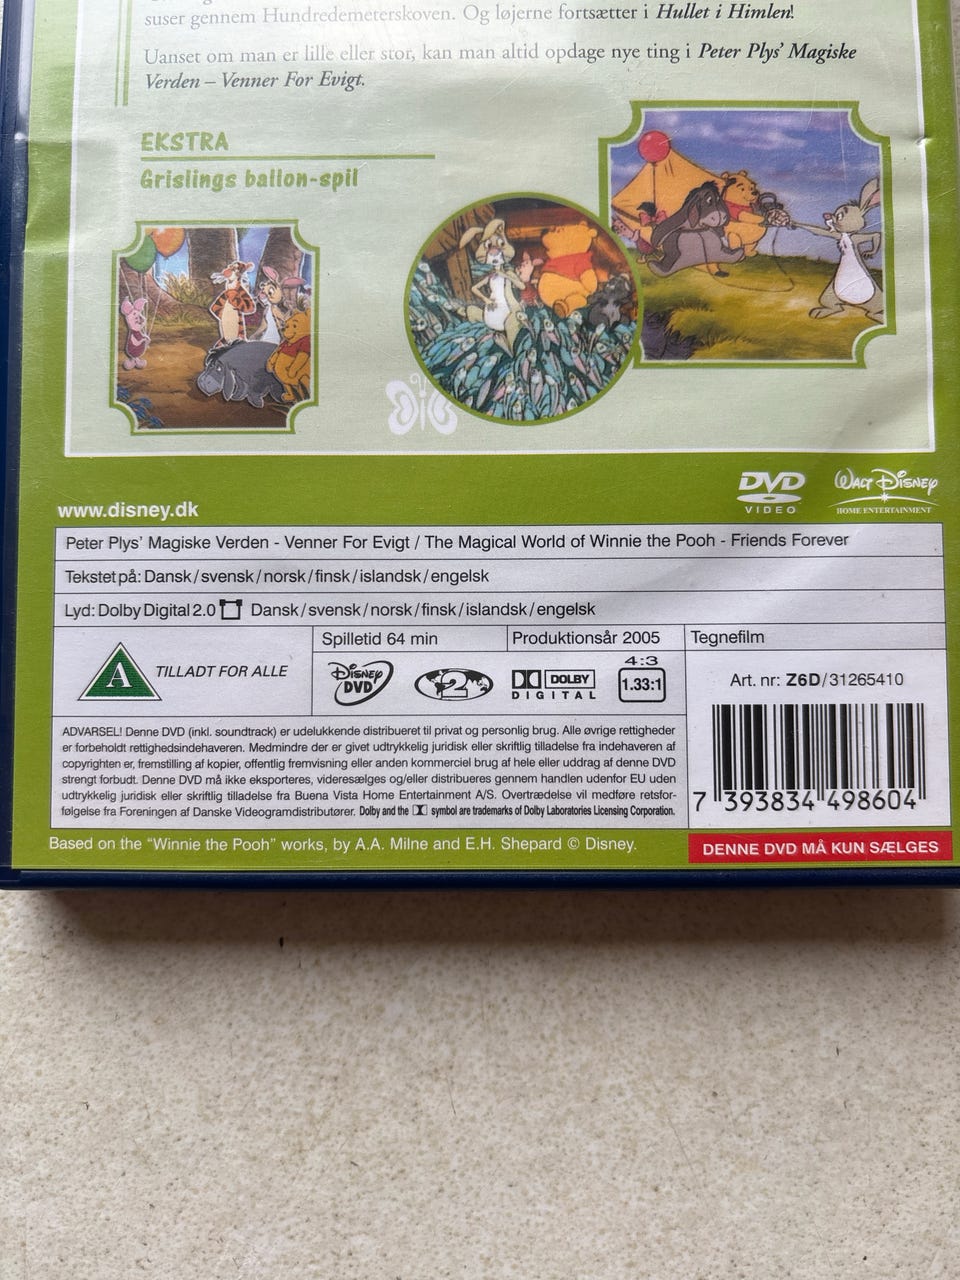 suser gennem Hundredemeterskoven. Og løjerne fortsætter i Hullet i Himlen!
Uanset om man er lille eller stor, kan man altid opdage nye ting i Peter Plys' Magiske
Verden – Venner For Evigt.
EKSTRA
Grislings ballon-spil
www.disney.dk
DVD
VIDEO
WALT DISNEY
HOME ENTERTAINMENT
Peter Plys' Magiske Verden - Venner For Evigt / The Magical World of Winnie the Pooh - Friends Forever
Tekstet på: Dansk/svensk/norsk/finsk/islandsk/engelsk
Lyd: Dolby Digital 2.0 Dansk/svensk/norsk/finsk/islandsk/engelsk
A
TILLADT FOR ALLE
Spilletid 64 min
Produktionsår 2005
Tegnefilm
DISNEY
DVD
2
DOLBY
DIGITAL
4:3
1.33:1
Art. nr: Z6D/31265410
ADVARSEL! Denne DVD (inkl. soundtrack) er udelukkende distribueret til privat og personlig brug. Alle øvrige rettigheder
er forbeholdt rettighedsindehaveren. Medmindre der er givet udtrykkelig juridisk eller skriftlig tilladelse fra indehaveren af
copyrighten er, fremstilling af kopier, offentlig fremvisning eller anden kommerciel brug af hele eller uddrag af denne DVD
strengt forbudt. Denne DVD må ikke eksporteres, videresælges og/eller distribueres gennem handlen udenfor EU uden
udtrykkelig juridisk eller skriftlig tilladelse fra Buena Vista Home Entertainment A/S. Overtrædelse vil medføre retsfor-
følgelse fra Foreningen af Danske Videogramdistributører. Dolby and the symbol are trademarks of Dolby Laboratories Licensing Corporation.
7 393834 498604
Based on the "Winnie the Pooh" works, by A.A. Milne and E.H. Shepard © Disney.
DENNE DVD MÅ KUN SÆLGES